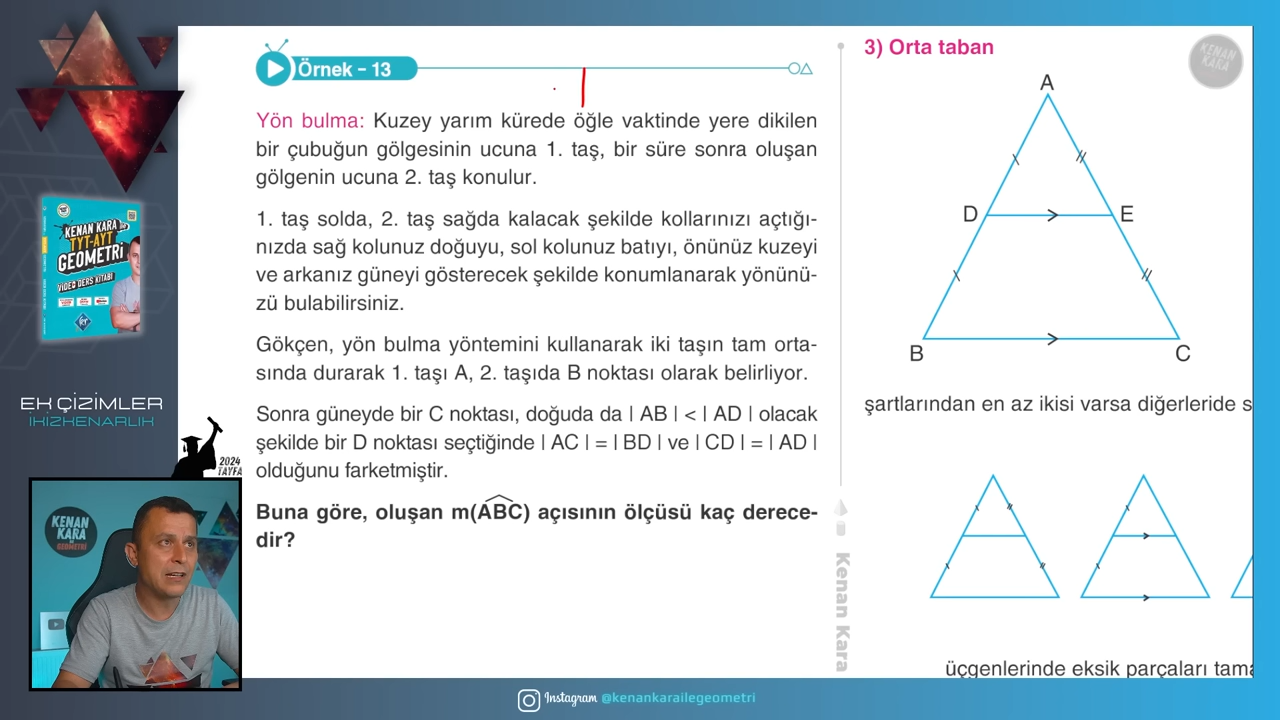 Örnek – 13
Yön bulma: Kuzey yarım kürede öğle vaktinde yere dikilen
bir çubuğun gölgesinin ucuna 1. taş, bir süre sonra oluşan
gölgenin ucuna 2. taş konulur.
1. taş solda, 2. taş sağda kalacak şekilde kollarınızı açtığı-
nızda sağ kolunuz doğuyu, sol kolunuz batıyı, önünüz kuzeyi
ve arkanız güneyi gösterecek şekilde konumlanarak yönünü-
zü bulabilirsiniz.
Gökçen, yön bulma yöntemini kullanarak iki taşın tam orta-
sında durarak 1. taşı A, 2. taşıda B noktası olarak belirliyor.
Sonra güneyde bir C noktası, doğuda da | AB | < | AD | olacak
şekilde bir D noktası seçtiğinde | AC | = | BD | ve | CD | = | AD |
olduğunu farketmiştir.
Buna göre, oluşan m(ABC) açısının ölçüsü kaç derece-
dir?
3) Orta taban
KENAN
KARA
A
D
E
B
C
şartlarından en az ikisi varsa diğerleride s
üçgenlerinde eksik parçaları tama
Kenan Kara
KENAN KARA
TYT-AYT
GEOMETRİ
VİDEO DERS KİTABI
EK ÇİZİMLER
İKİZKENARLIK
2024
TAYFA
KENAN
KARA
GEOMETRİ
Instagram @kenankarailegeometri